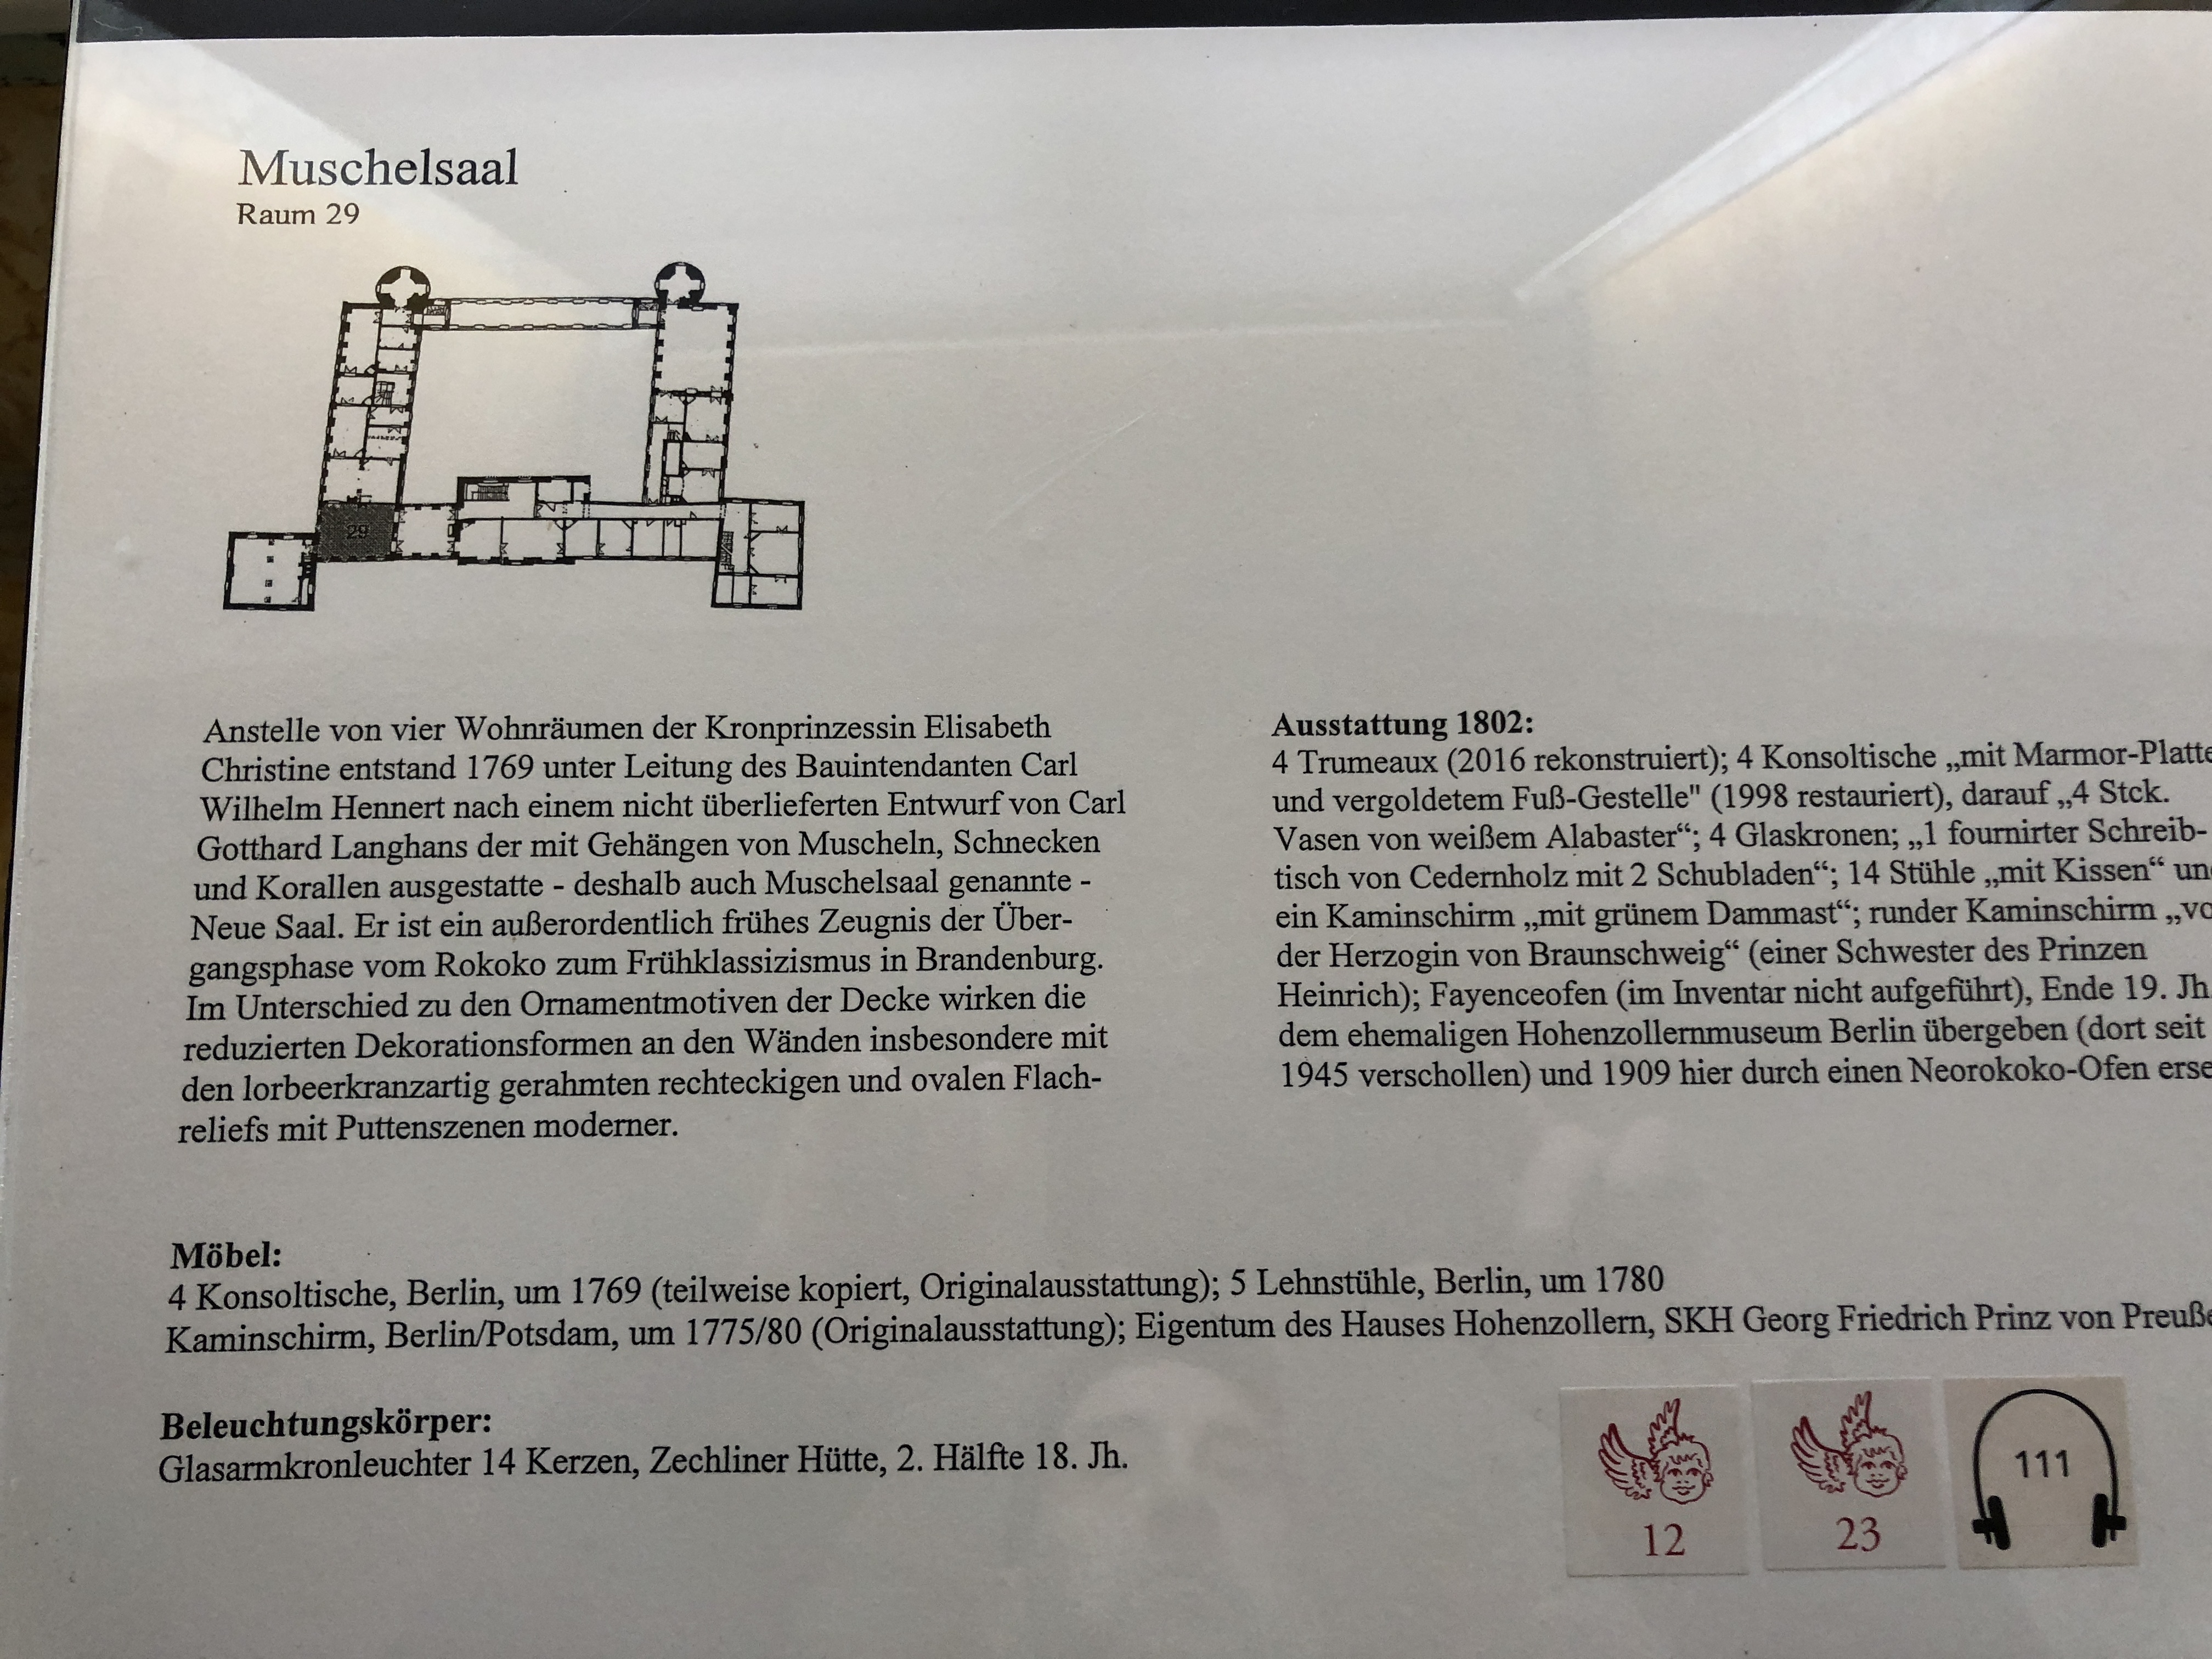 Muschelsaal
Raum 29
29
Anstelle von vier Wohnräumen der Kronprinzessin Elisabeth
Christine entstand 1769 unter Leitung des Bauintendanten Carl
Wilhelm Hennert nach einem nicht überlieferten Entwurf von Carl
Gotthard Langhans der mit Gehängen von Muscheln, Schnecken
und Korallen ausgestatte - deshalb auch Muschelsaal genannte -
Neue Saal. Er ist ein außerordentlich frühes Zeugnis der Über-
gangsphase vom Rokoko zum Frühklassizismus in Brandenburg.
Im Unterschied zu den Ornamentmotiven der Decke wirken die
reduzierten Dekorationsformen an den Wänden insbesondere mit
den lorbeerkranzartig gerahmten rechteckigen und ovalen Flach-
reliefs mit Puttenszenen moderner.
Ausstattung 1802:
4 Trumeaux (2016 rekonstruiert); 4 Konsoltische „mit Marmor-Platte
und vergoldetem Fuß-Gestelle" (1998 restauriert), darauf „4 Stck.
Vasen von weißem Alabaster“; 4 Glaskronen; „1 fournirter Schreib-
tisch von Cedernholz mit 2 Schubladen“; 14 Stühle „mit Kissen“ un
ein Kaminschirm „mit grünem Dammast“; runder Kaminschirm „vo
der Herzogin von Braunschweig“ (einer Schwester des Prinzen
Heinrich); Fayenceofen (im Inventar nicht aufgeführt), Ende 19. Jh
dem ehemaligen Hohenzollernmuseum Berlin übergeben (dort seit
1945 verschollen) und 1909 hier durch einen Neorokoko-Ofen erse
Möbel:
4 Konsoltische, Berlin, um 1769 (teilweise kopiert, Originalausstattung); 5 Lehnstühle, Berlin, um 1780
Kaminschirm, Berlin/Potsdam, um 1775/80 (Originalausstattung); Eigentum des Hauses Hohenzollern, SKH Georg Friedrich Prinz von Preuße
Beleuchtungskörper:
Glasarmkronleuchter 14 Kerzen, Zechliner Hütte, 2. Hälfte 18. Jh.
12
23
111